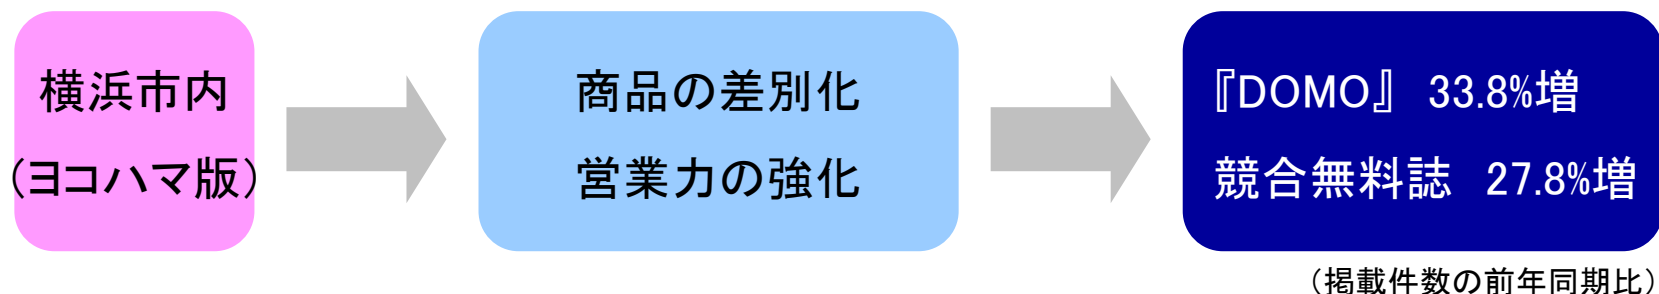 横浜市内
(ヨコハマ版)
商品の差別化
営業力の強化
『DOMO』 33.8%増
競合無料誌 27.8%増
(掲載件数の前年同期比)